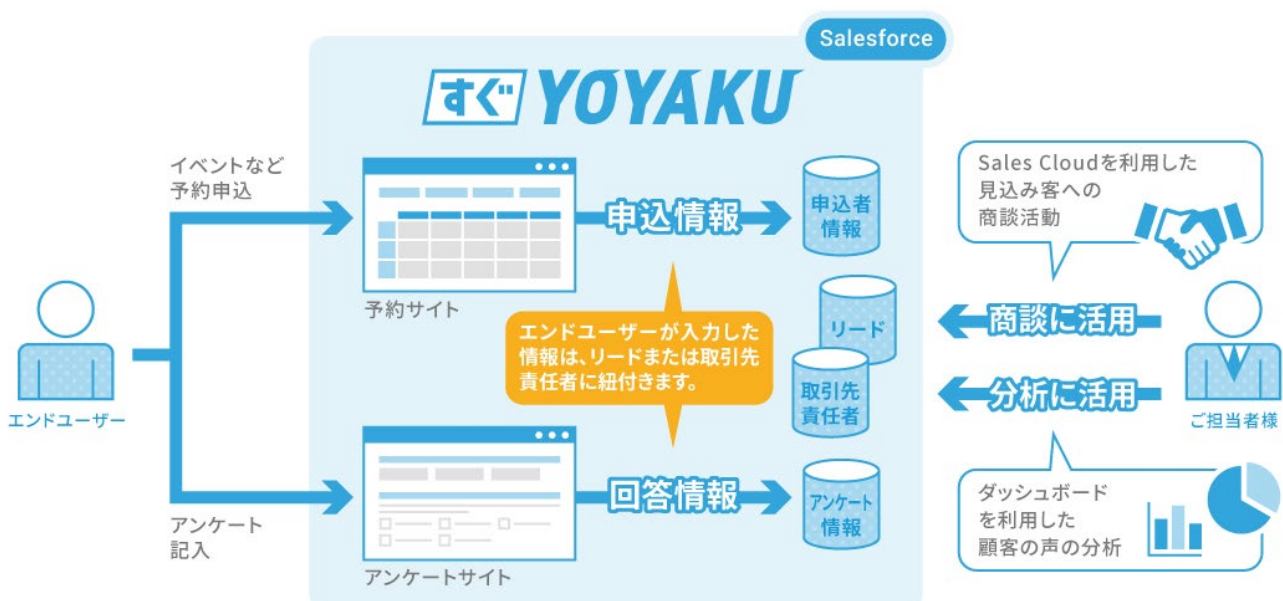 Salesforce
すぐYOYAKU
イベントなど
予約申込
予約サイト
申込情報
申込者
情報
エンドユーザーが入力した
情報は、リードまたは取引先
責任者に紐付きます。
リード
取引先
責任者
エンドユーザー
アンケート
記入
アンケートサイト
回答情報
アンケート
情報
Sales Cloudを利用した
見込み客への
商談活動
商談に活用
分析に活用
ご担当者様
ダッシュボード
を利用した
顧客の声の分析